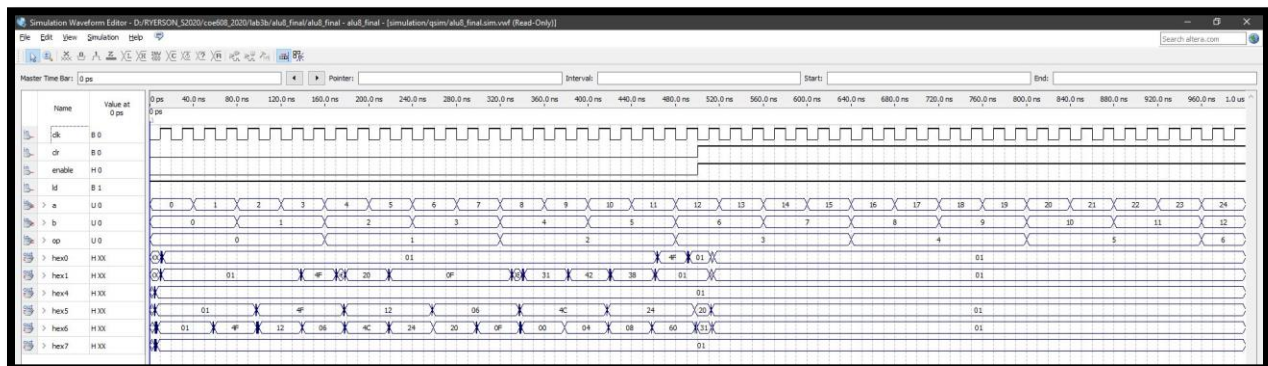 Simulation Waveform Editor - D:/RYERSON_S2020/coe608_2020/lab3b/alu8_final/alu8_final - alu8_final - [simulation/qsim/alu8_final.sim.vwf (Read-Only)]
File Edit View Simulation Help
Search altera.com
Master Time Bar: 0 ps Pointer: Interval: Start: End:
Name Value at 0 ps 0 ps 40.0 ns 80.0 ns 120.0 ns 160.0 ns 200.0 ns 240.0 ns 280.0 ns 320.0 ns 360.0 ns 400.0 ns 440.0 ns 480.0 ns 520.0 ns 560.0 ns 600.0 ns 640.0 ns 680.0 ns 720.0 ns 760.0 ns 800.0 ns 840.0 ns 880.0 ns 920.0 ns 960.0 ns 1.0 us
0 ps
clk B 0
clr B 0
enable H 0
ld B 1
> a U 0 0 1 2 3 4 5 6 7 8 9 10 11 12 13 14 15 16 17 18 19 20 21 22 23 24
> b U 0 0 1 2 3 4 5 6 7 8 9 10 11 12
> op U 0 0 1 2 3 4 5 6
> hex0 H XX 01 4F 01 01
> hex1 H XX 01 4F 20 0F 31 42 38 01 01
> hex4 H XX 01
> hex5 H XX 01 4F 12 06 4C 24 20 01
> hex6 H XX 01 4F 12 06 4C 24 20 0F 00 04 08 60 31 01
> hex7 H XX 01